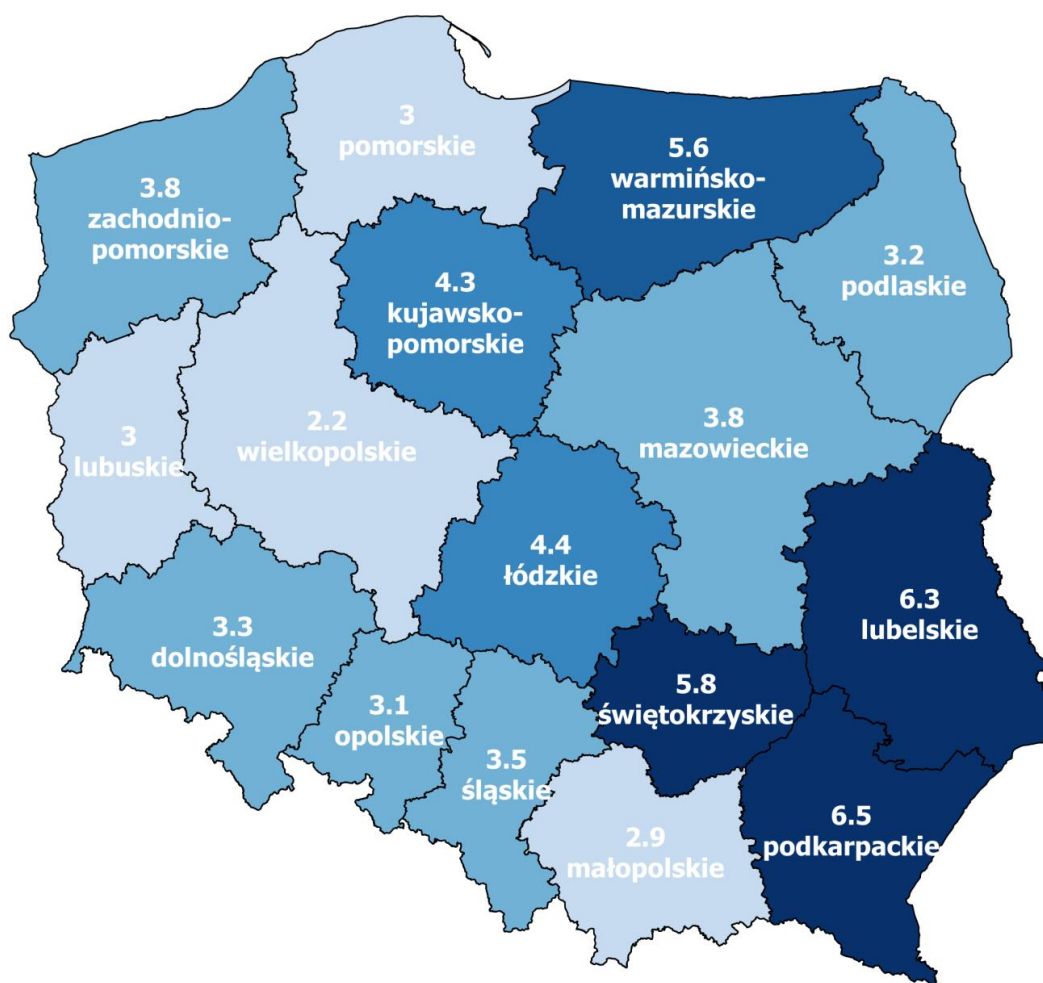 3
pomorskie
5.6
warmińsko-
mazurskie
3.8
zachodnio-
pomorskie
3.2
podlaskie
4.3
kujawsko-
pomorskie
3
lubuskie
2.2
wielkopolskie
3.8
mazowieckie
4.4
łódzkie
6.3
lubelskie
3.3
dolnośląskie
3.1
opolskie
3.5
śląskie
5.8
świętokrzyskie
2.9
małopolskie
6.5
podkarpackie